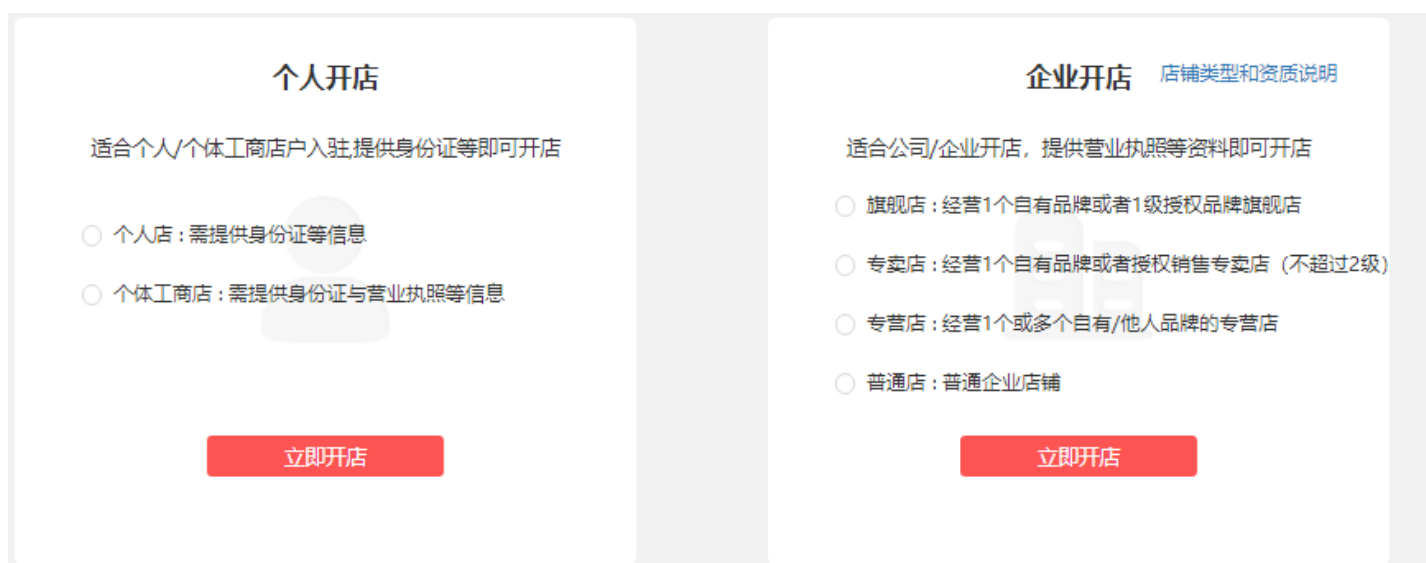 个人开店
适合个人/个体工商店户入驻,提供身份证等即可开店
个人店 : 需提供身份证等信息
个体工商店 : 需提供身份证与营业执照等信息
立即开店
企业开店 店铺类型和资质说明
适合公司/企业开店，提供营业执照等资料即可开店
旗舰店 : 经营1个自有品牌或者1级授权品牌旗舰店
专卖店 : 经营1个自有品牌或者授权销售专卖店（不超过2级）
专营店 : 经营1个或多个自有/他人品牌的专营店
普通店 : 普通企业店铺
立即开店